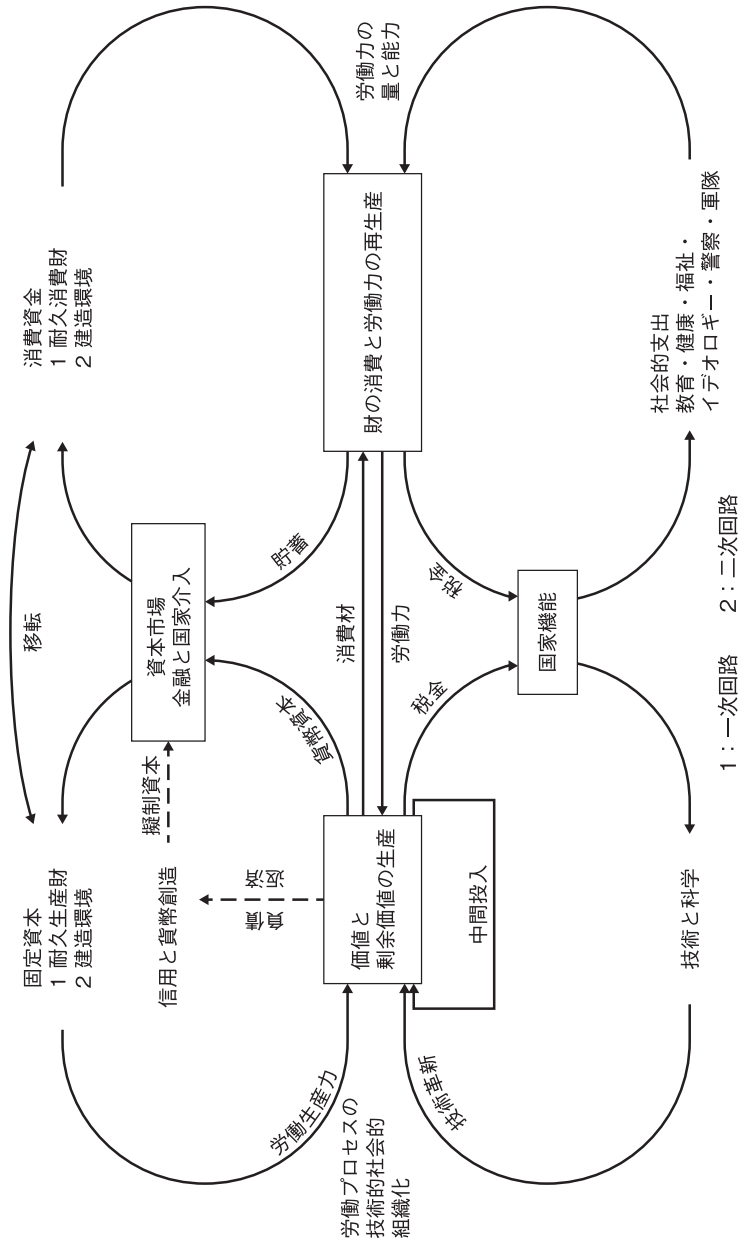 移転
固定資本
1 耐久生産財
2 建造環境
消費資金
1 耐久消費財
2 建造環境
信用と貨幣創造
擬制資本
資本市場
金融と国家介入
負債
返済
貨幣資本
貯蓄
労働生産力
労働プロセスの
技術的社会的
組織化
価値と
剰余価値の生産
消費材
労働力
財の消費と労働力の再生産
労働力の
量と能力
中間投入
技術革新
税金
税金
国家機能
技術と科学
社会的支出
教育・健康・福祉・
イデオロギー・警察・軍隊
1：一次回路　2：二次回路